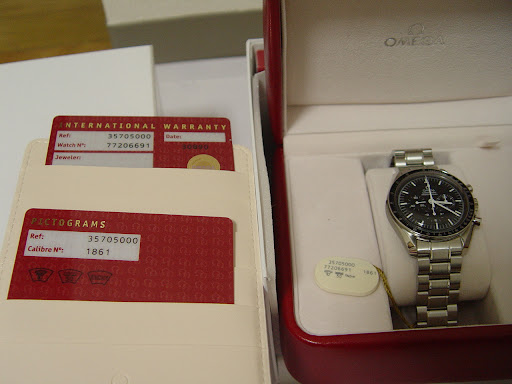 INTERNATIONAL WARRANTY
Ref: 35705000
Date:
Watch Nº: 77206691
Jeweler:
PICTOGRAMS
Ref: 35705000
Calibre Nº: 1861
OMEGA
35705000
77206691
1861